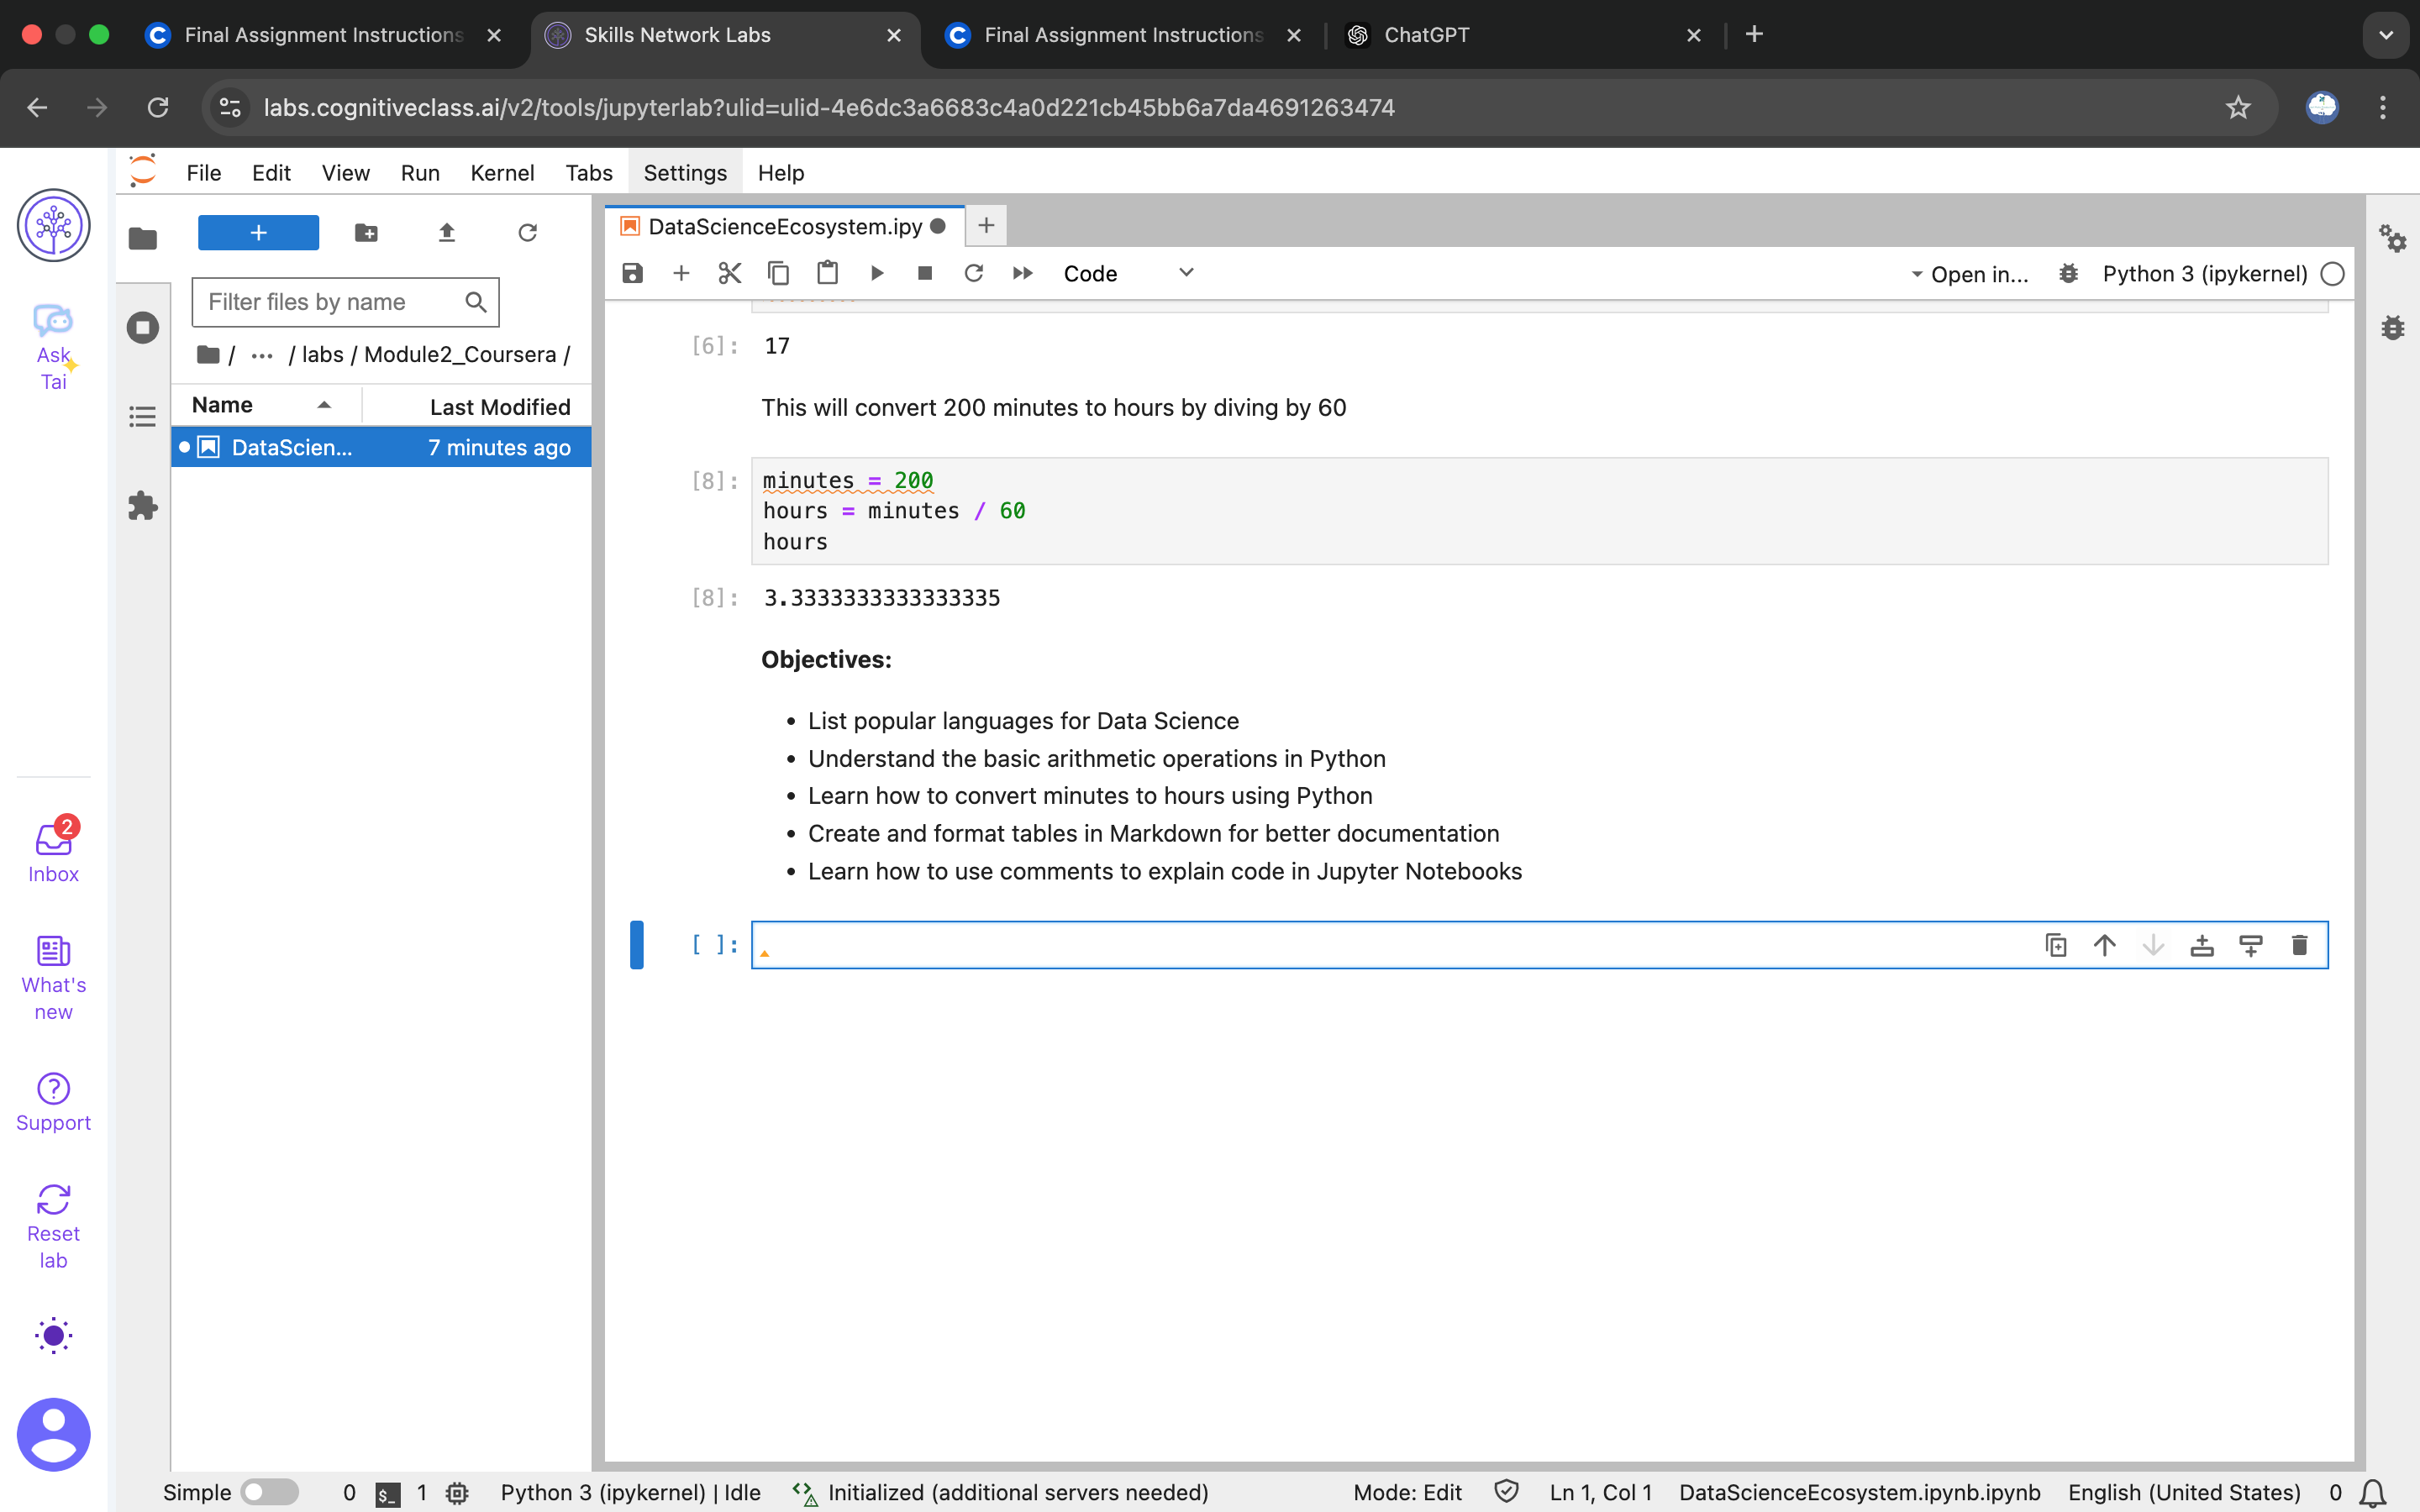 Final Assignment Instructions
Skills Network Labs
Final Assignment Instructions
ChatGPT
labs.cognitiveclass.ai/v2/tools/jupyterlab?ulid=ulid-4e6dc3a6683c4a0d221cb45bb6a7da4691263474
File Edit View Run Kernel Tabs Settings Help
Ask
Tai
Inbox
2
What's
new
Support
Reset
lab
Filter files by name
/ ... / labs / Module2_Coursera /
Name Last Modified
DataScien... 7 minutes ago
DataScienceEcosystem.ipy
Code
Open in...
Python 3 (ipykernel)
[6]: 17
This will convert 200 minutes to hours by diving by 60
[8]: minutes = 200
hours = minutes / 60
hours
[8]: 3.3333333333333335
Objectives:
• List popular languages for Data Science
• Understand the basic arithmetic operations in Python
• Learn how to convert minutes to hours using Python
• Create and format tables in Markdown for better documentation
• Learn how to use comments to explain code in Jupyter Notebooks
[ ]:
Simple 0 $_ 1 Python 3 (ipykernel) | Idle Initialized (additional servers needed) Mode: Edit Ln 1, Col 1 DataScienceEcosystem.ipynb.ipynb English (United States) 0